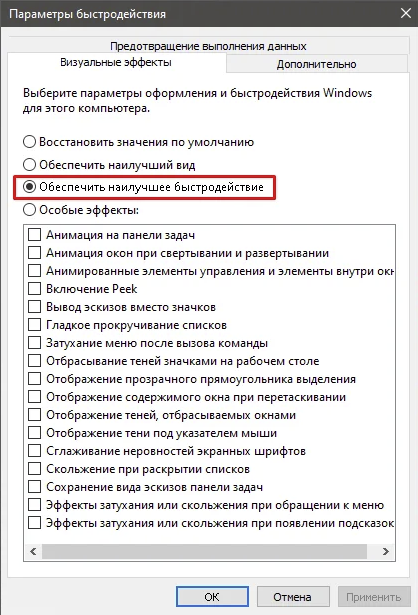 Параметры быстродействия
Предотвращение выполнения данных
Визуальные эффекты
Дополнительно
Выберите параметры оформления и быстродействия Windows
для этого компьютера.
Восстановить значения по умолчанию
Обеспечить наилучший вид
Обеспечить наилучшее быстродействие
Особые эффекты:
Анимация на панели задач
Анимация окон при свертывании и развертывании
Анимированные элементы управления и элементы внутри окн
Включение Peek
Вывод эскизов вместо значков
Гладкое прокручивание списков
Затухание меню после вызова команды
Отбрасывание теней значками на рабочем столе
Отображение прозрачного прямоугольника выделения
Отображение содержимого окна при перетаскивании
Отображение теней, отбрасываемых окнами
Отображение тени под указателем мыши
Сглаживание неровностей экранных шрифтов
Скольжение при раскрытии списков
Сохранение вида эскизов панели задач
Эффекты затухания или скольжения при обращении к меню
Эффекты затухания или скольжения при появлении подсказок
ОК
Отмена
Применить